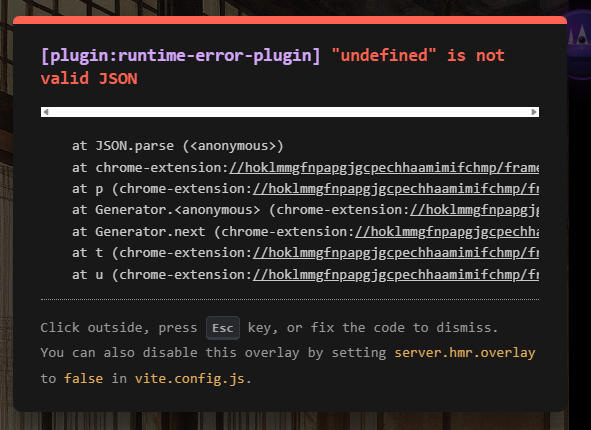 [plugin:runtime-error-plugin] "undefined" is not
valid JSON
at JSON.parse (<anonymous>)
at chrome-extension://hoklmmgfnpapgjgcpechhaamimifchmp/frame
at p (chrome-extension://hoklmmgfnpapgjgcpechhaamimifchmp/fr
at Generator.<anonymous> (chrome-extension://hoklmmgfnpapgjg
at Generator.next (chrome-extension://hoklmmgfnpapgjgcpechha
at t (chrome-extension://hoklmmgfnpapgjgcpechhaamimifchmp/fr
at u (chrome-extension://hoklmmgfnpapgjgcpechhaamimifchmp/fr
Click outside, press Esc key, or fix the code to dismiss.
You can also disable this overlay by setting server.hmr.overlay
to false in vite.config.js.